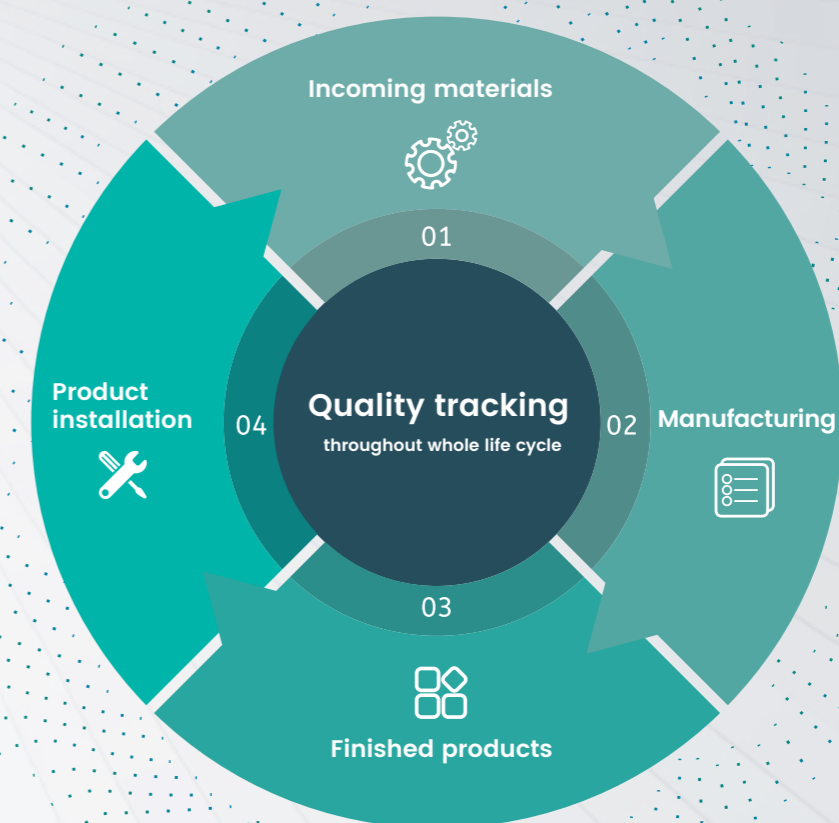 Incoming materials
01
Quality tracking
throughout whole life cycle
02
Manufacturing
03
Finished products
04
Product
installation